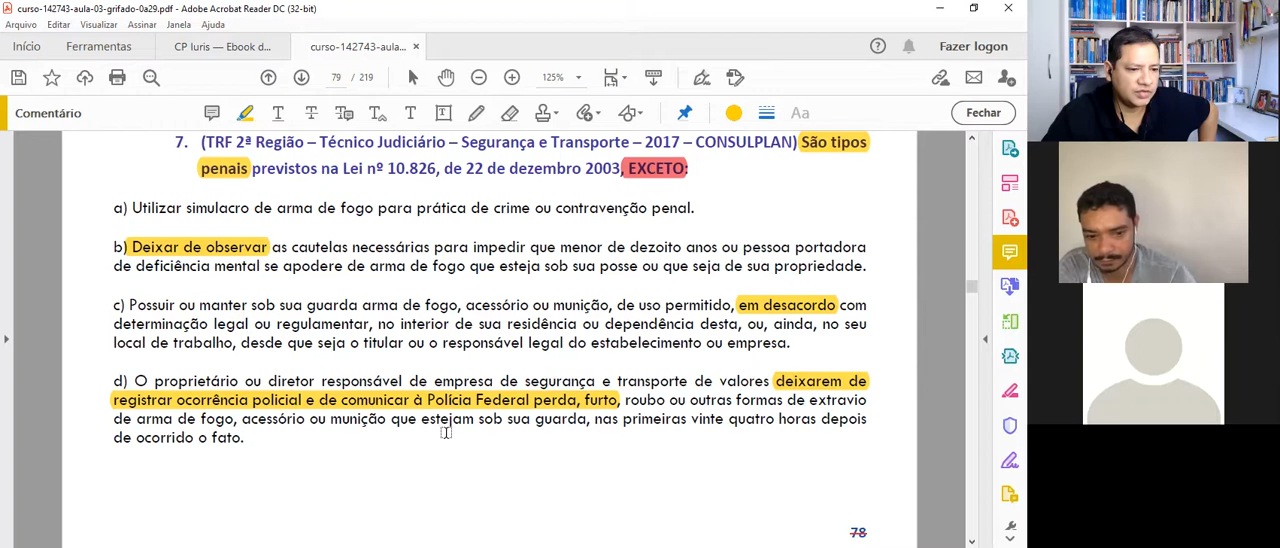 curso-142743-aula-03-grifado-0a29.pdf - Adobe Acrobat Reader DC (32-bit)
Arquivo Editar Visualizar Assinar Janela Ajuda
Início Ferramentas CP Iuris – Ebook d... curso-142743-aula... × Fazer logon
79 / 219 125%
Comentário Aa Fechar
7. (TRF 2ª Região – Técnico Judiciário – Segurança e Transporte – 2017 – CONSULPLAN) São tipos
penais previstos na Lei nº 10.826, de 22 de dezembro 2003, EXCETO:
a) Utilizar simulacro de arma de fogo para prática de crime ou contravenção penal.
b) Deixar de observar as cautelas necessárias para impedir que menor de dezoito anos ou pessoa portadora
de deficiência mental se apodere de arma de fogo que esteja sob sua posse ou que seja de sua propriedade.
c) Possuir ou manter sob sua guarda arma de fogo, acessório ou munição, de uso permitido, em desacordo com
determinação legal ou regulamentar, no interior de sua residência ou dependência desta, ou, ainda, no seu
local de trabalho, desde que seja o titular ou o responsável legal do estabelecimento ou empresa.
d) O proprietário ou diretor responsável de empresa de segurança e transporte de valores deixarem de
registrar ocorrência policial e de comunicar à Polícia Federal perda, furto, roubo ou outras formas de extravio
de arma de fogo, acessório ou munição que estejam sob sua guarda, nas primeiras vinte quatro horas depois
de ocorrido o fato.
78